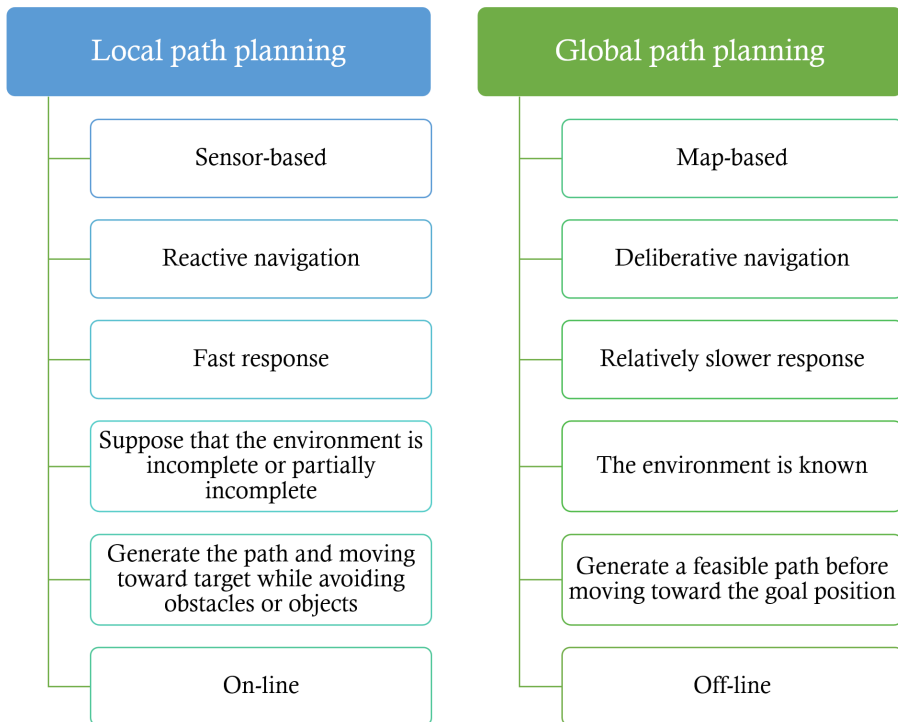 Local path planning
Sensor-based
Reactive navigation
Fast response
Suppose that the environment is
incomplete or partially
incomplete
Generate the path and moving
toward target while avoiding
obstacles or objects
On-line
Global path planning
Map-based
Deliberative navigation
Relatively slower response
The environment is known
Generate a feasible path before
moving toward the goal position
Off-line